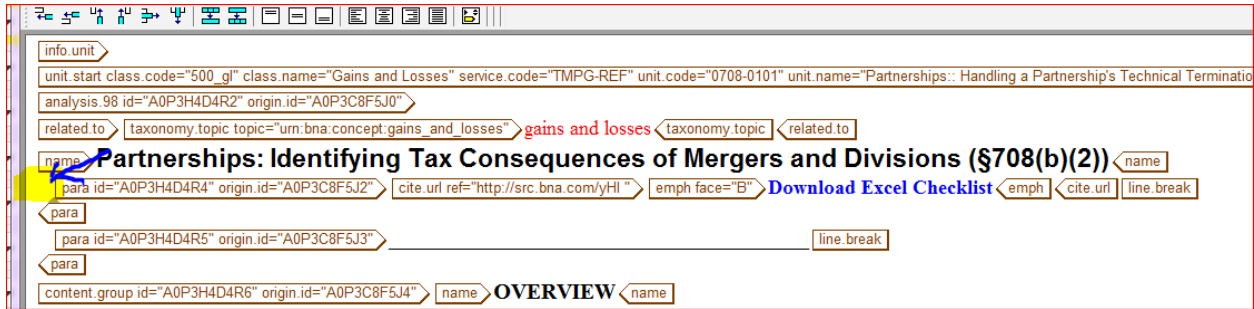 info.unit
unit.start class.code="500_gl" class.name="Gains and Losses" service.code="TMPG-REF" unit.code="0708-0101" unit.name="Partnerships:: Handling a Partnership's Technical Terminatio
analysis.98 id="A0P3H4D4R2" origin.id="A0P3C8F5J0"
related.to taxonomy.topic topic="urn:bna:concept:gains_and_losses" gains and losses taxonomy.topic related.to
name Partnerships: Identifying Tax Consequences of Mergers and Divisions (§708(b)(2)) name
para id="A0P3H4D4R4" origin.id="A0P3C8F5J2" cite.url ref="http://src.bna.com/yHI " emph face="B" Download Excel Checklist emph cite.url line.break
para
para id="A0P3H4D4R5" origin.id="A0P3C8F5J3" line.break
para
content.group id="A0P3H4D4R6" origin.id="A0P3C8F5J4" name OVERVIEW name